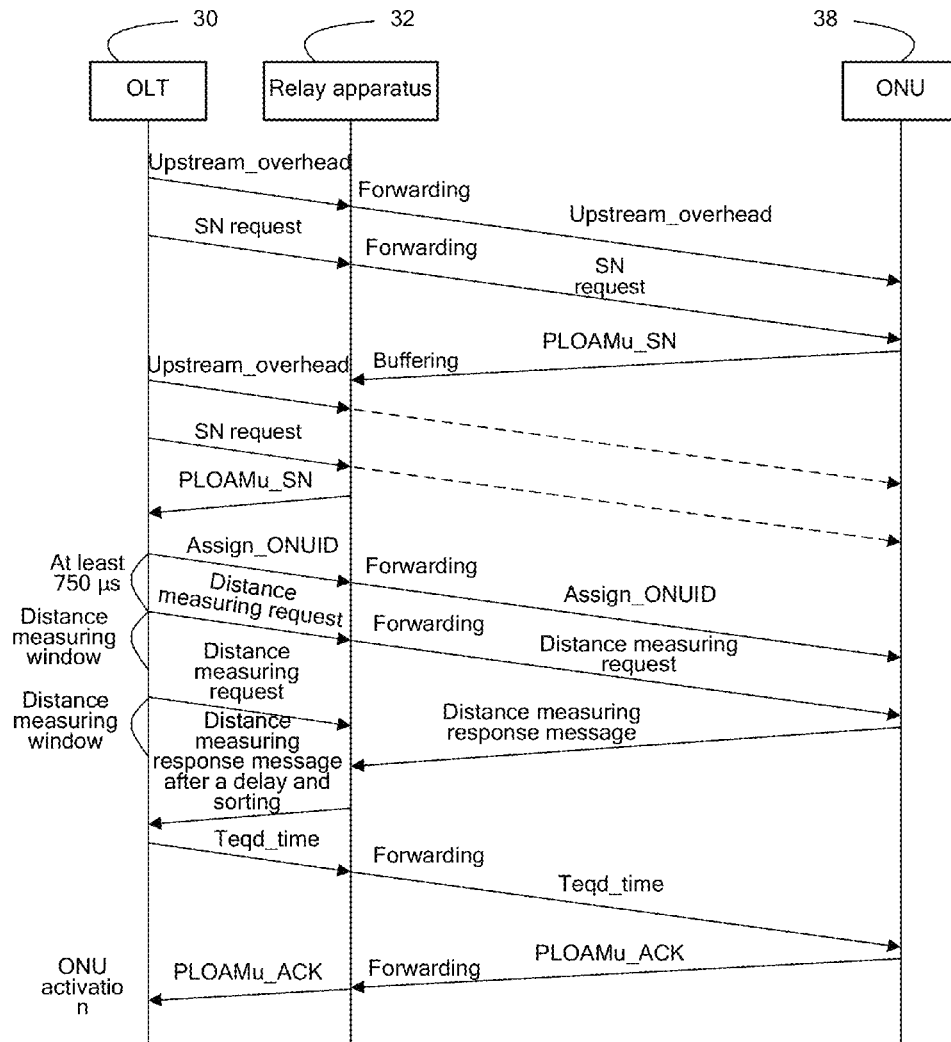 30
32
38
OLT
Relay apparatus
ONU
Upstream_overhead
Forwarding
Upstream_overhead
SN request
Forwarding
SN
request
PLOAMu_SN
Buffering
Upstream_overhead
SN request
PLOAMu_SN
At least
750 µs
Assign_ONUID
Forwarding
Assign_ONUID
Distance
measuring request
Forwarding
Distance
measuring
window
Distance measuring
request
Distance
measuring
request
Distance
measuring
window
Distance measuring
response message
Distance
measuring
response message
after a delay and
sorting
Teqd_time
Forwarding
Teqd_time
PLOAMu_ACK
Forwarding
PLOAMu_ACK
ONU
activatio
n